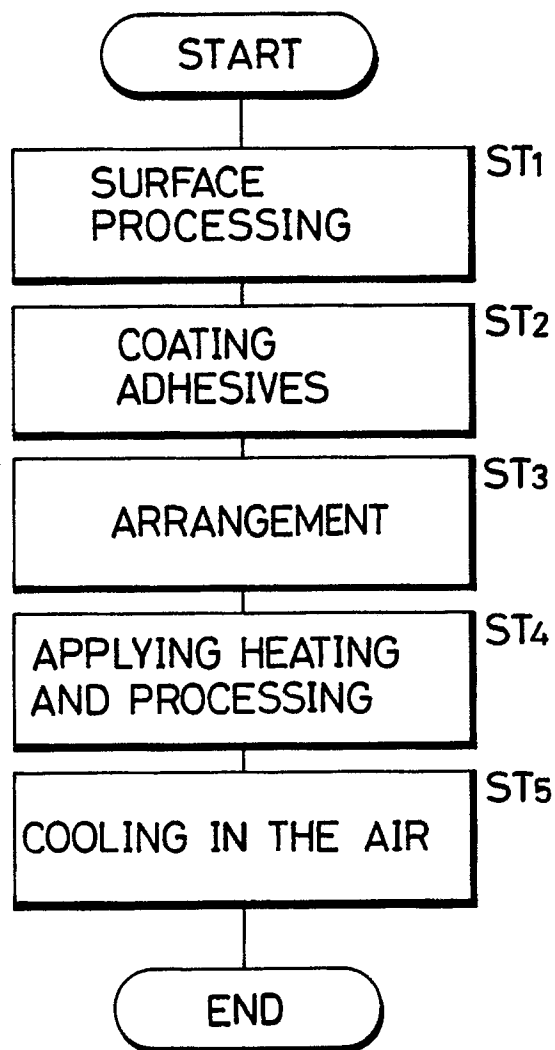 START
ST1
SURFACE
PROCESSING
ST2
COATING
ADHESIVES
ST3
ARRANGEMENT
ST4
APPLYING HEATING
AND PROCESSING
ST5
COOLING IN THE AIR
END